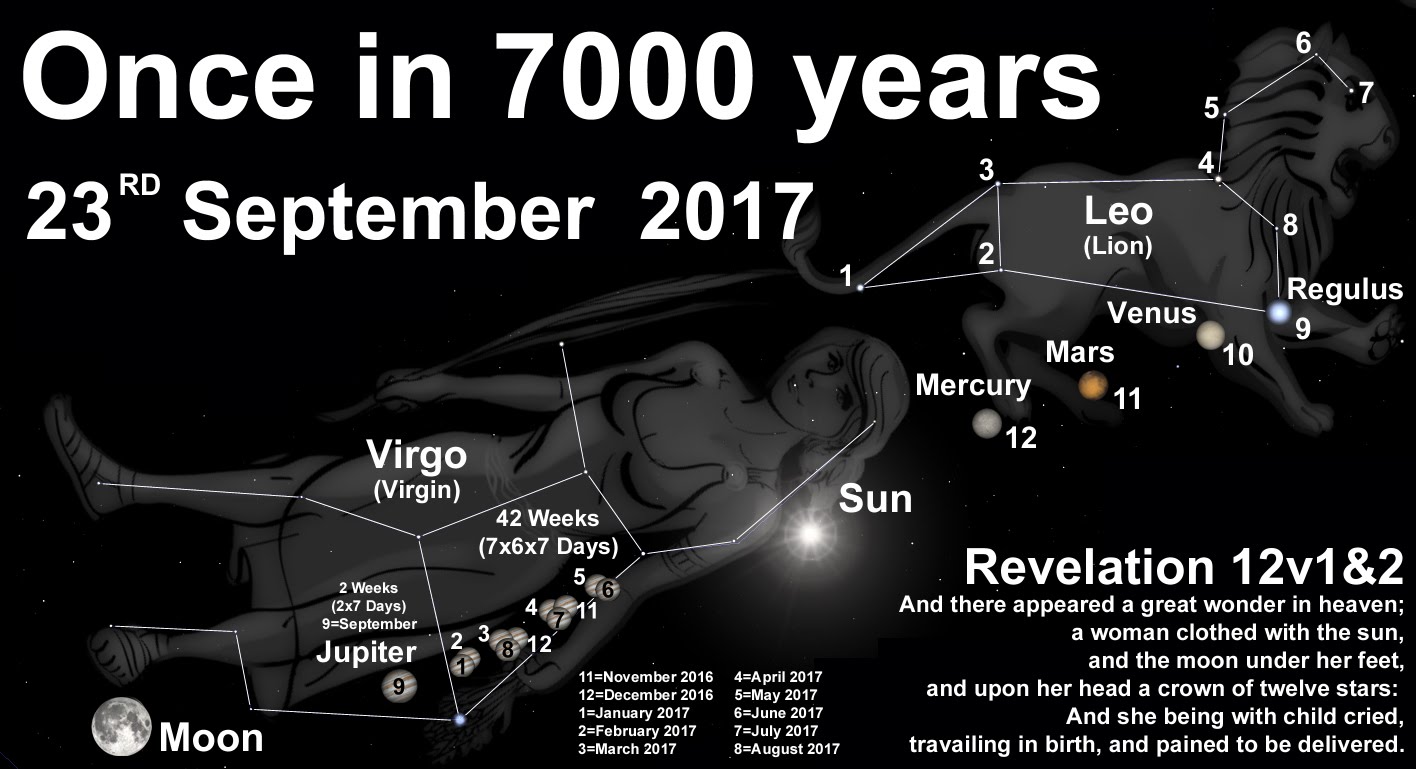 Once in 7000 years
23RD September 2017
6
7
5
4
3
Leo
(Lion)
8
2
1
Regulus
9
Venus
10
Mars
11
Mercury
12
Virgo
(Virgin)
Sun
42 Weeks
(7x6x7 Days)
2 Weeks
(2x7 Days)
9=September
Jupiter
9
5
6
4
11
7
3
12
8
2
1
Moon
11=November 2016
12=December 2016
1=January 2017
2=February 2017
3=March 2017
4=April 2017
5=May 2017
6=June 2017
7=July 2017
8=August 2017
Revelation 12v1&2
And there appeared a great wonder in heaven;
a woman clothed with the sun,
and the moon under her feet,
and upon her head a crown of twelve stars:
And she being with child cried,
travailing in birth, and pained to be delivered.